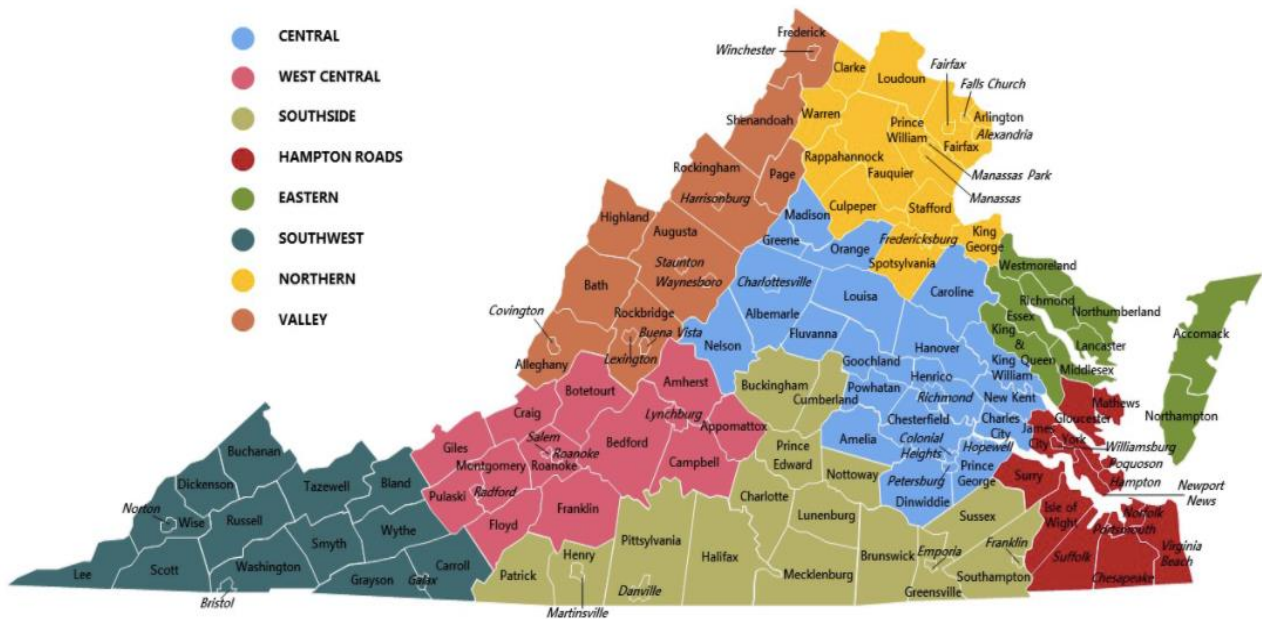 CENTRAL
WEST CENTRAL
SOUTHSIDE
HAMPTON ROADS
EASTERN
SOUTHWEST
NORTHERN
VALLEY
Frederick
Winchester
Clarke
Loudoun
Fairfax
Falls Church
Warren
Arlington
Alexandria
Shenandoah
Prince
William
Fairfax
Rappahannock
Fauquier
Manassas Park
Manassas
Rockingham
Page
Harrisonburg
Culpeper
Stafford
Madison
Highland
Augusta
Greene
Orange
Fredericksburg
King
George
Staunton
Waynesboro
Spotsylvania
Westmoreland
Bath
Charlottesville
Louisa
Caroline
Richmond
Northumberland
Essex
Covington
Rockbridge
Albemarle
Accomack
Buena Vista
Fluvanna
King
&
Queen
Lancaster
Alleghany
Lexington
Nelson
Hanover
Goochland
King
William
Middlesex
Botetourt
Amherst
Buckingham
Cumberland
Powhatan
Henrico
Richmond
New Kent
Mathews
Gloucester
Northampton
Craig
Lynchburg
Appomattox
Chesterfield
Charles
City
James
City
York
Williamsburg
Poquoson
Hampton
Newport
News
Giles
Salem
Roanoke
Roanoke
Bedford
Amelia
Colonial
Heights
Hopewell
Prince
Edward
Montgomery
Campbell
Nottoway
Petersburg
Prince
George
Surry
Buchanan
Dickenson
Tazewell
Bland
Pulaski
Radford
Franklin
Charlotte
Dinwiddie
Isle of
Wight
Norfolk
Portsmouth
Norton
Wise
Russell
Wythe
Floyd
Lunenburg
Sussex
Smyth
Pittsylvania
Halifax
Brunswick
Emporia
Franklin
Suffolk
Virginia
Beach
Lee
Scott
Washington
Grayson
Galax
Carroll
Patrick
Henry
Mecklenburg
Southampton
Chesapeake
Bristol
Martinsville
Danville
Greensville